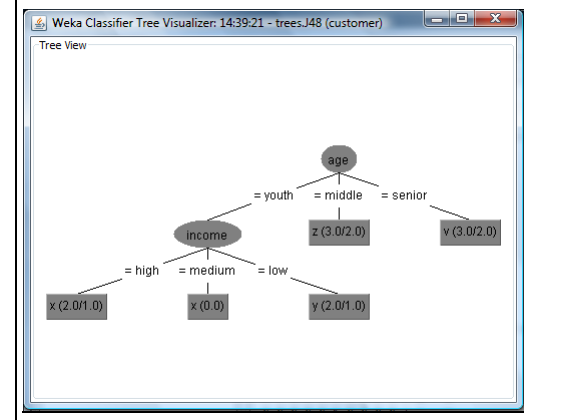 Weka Classifier Tree Visualizer: 14:39:21 - trees.J48 (customer)
Tree View
age
= youth = middle = senior
income z (3.0/2.0) v (3.0/2.0)
= high = medium = low
x (2.0/1.0) x (0.0) y (2.0/1.0)